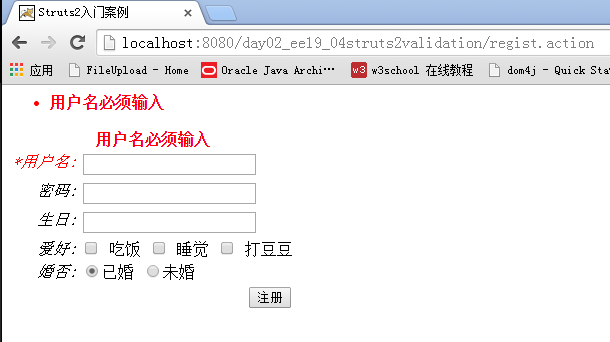 Struts2入门案例
localhost:8080/day02_ee19_04struts2validation/regist.action
应用 FileUpload - Home Oracle Java Archi… w3 w3school 在线教程 dom4j - Quick Sta
• 用户名必须输入
用户名必须输入
*用户名:
密码:
生日:
爱好: 吃饭 睡觉 打豆豆
婚否: 已婚 未婚
注册